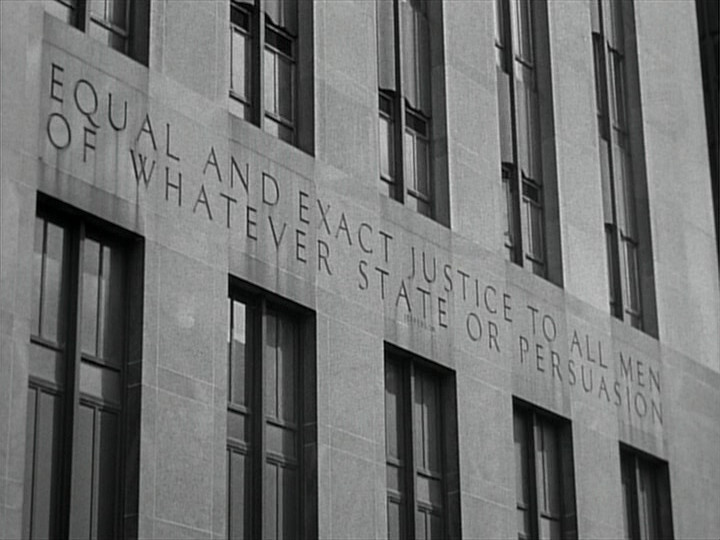 EQUAL AND EXACT JUSTICE TO ALL MEN
OF WHATEVER STATE OR PERSUASION